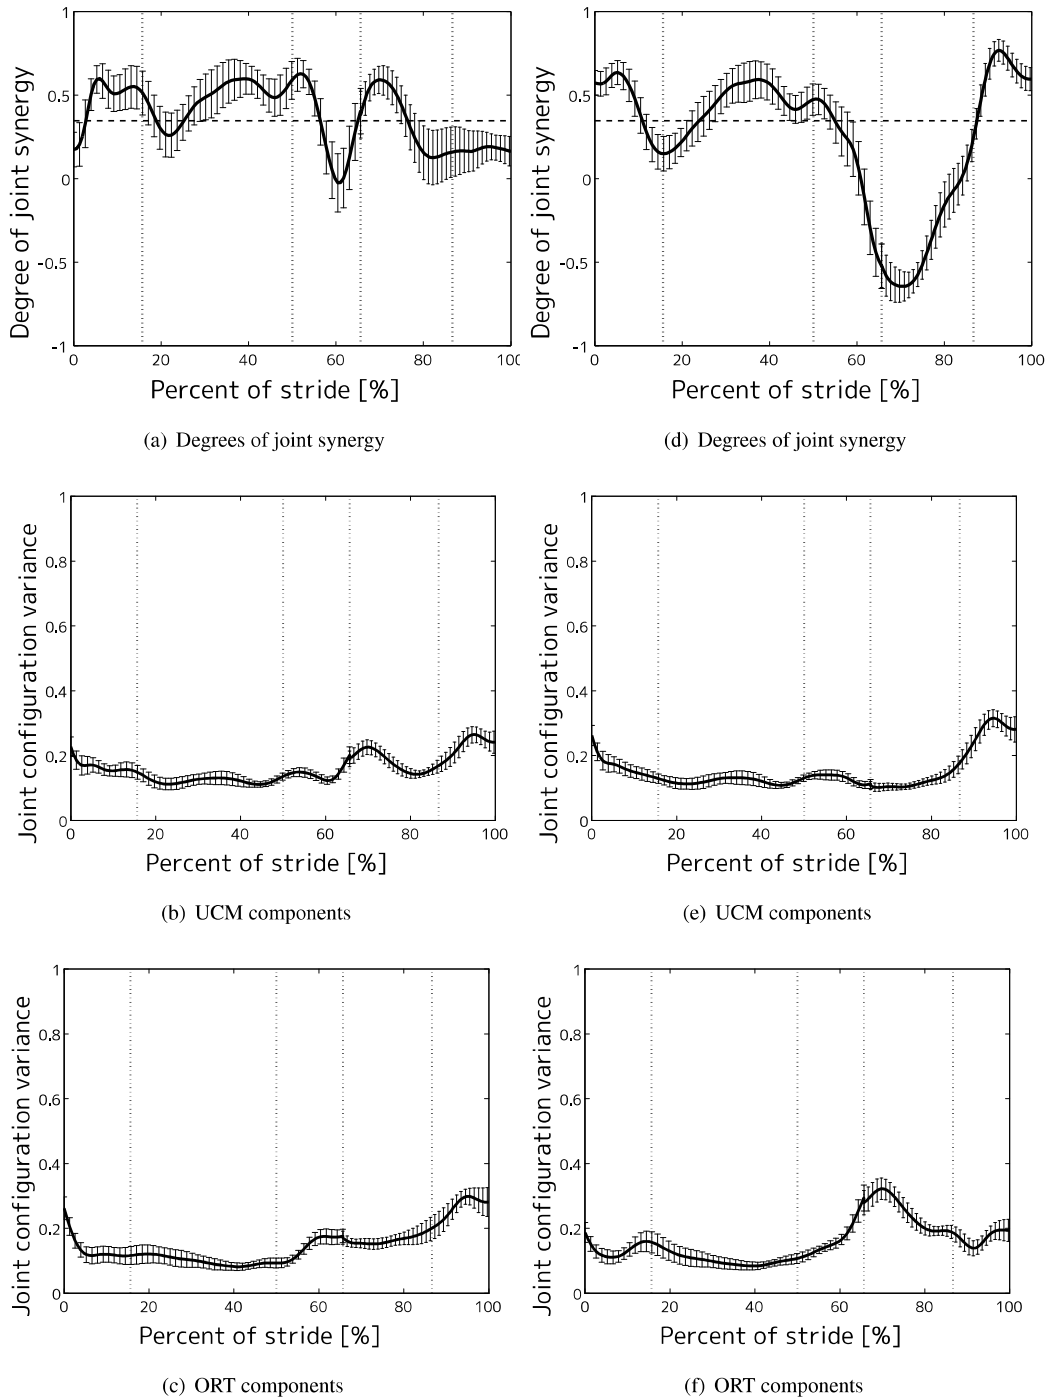 1
0.5
0
-0.5
-1
Degree of joint synergy
0 20 40 60 80 100
Percent of stride [%]
(a) Degrees of joint synergy
1
0.5
0
-0.5
-1
Degree of joint synergy
0 20 40 60 80 100
Percent of stride [%]
(d) Degrees of joint synergy
1
0.8
0.6
0.4
0.2
0
Joint configuration variance
0 20 40 60 80 100
Percent of stride [%]
(b) UCM components
1
0.8
0.6
0.4
0.2
0
Joint configuration variance
0 20 40 60 80 100
Percent of stride [%]
(e) UCM components
1
0.8
0.6
0.4
0.2
0
Joint configuration variance
0 20 40 60 80 100
Percent of stride [%]
(c) ORT components
1
0.8
0.6
0.4
0.2
0
Joint configuration variance
0 20 40 60 80 100
Percent of stride [%]
(f) ORT components